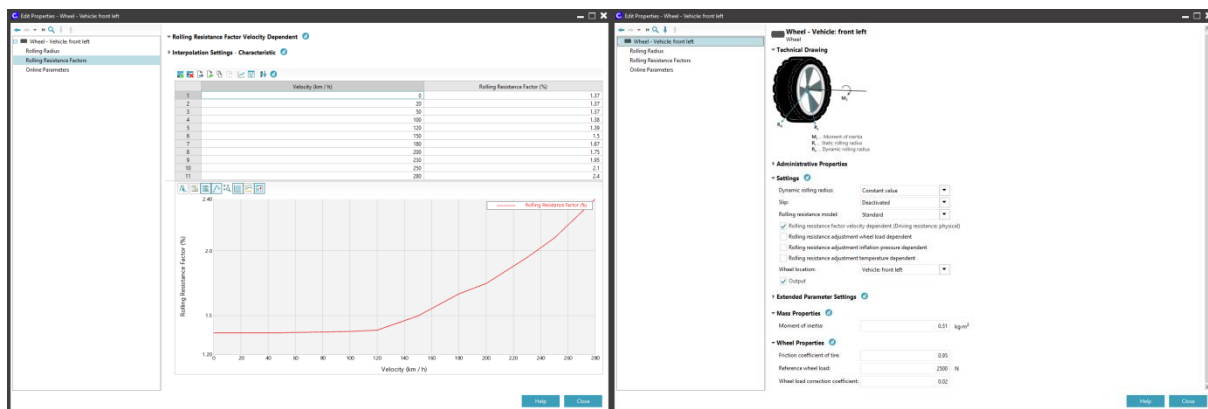 Edit Properties - Wheel - Vehicle: front left
Wheel - Vehicle: front left
Rolling Radius
Rolling Resistance Factors
Online Parameters
Rolling Resistance Factor Velocity Dependent
Interpolation Settings - Characteristic
Velocity (km / h) Rolling Resistance Factor (%)
1 0 1.37
2 20 1.37
3 50 1.37
4 100 1.38
5 120 1.39
6 150 1.5
7 180 1.67
8 200 1.75
9 230 1.95
10 250 2.1
11 280 2.4
Rolling Resistance Factor (%)
2.40
2.0
1.5
1.20
Rolling Resistance Factor (%)
0 20 40 60 80 100 120 140 160 180 200 220 240 260 280
Velocity (km / h)
Help Close
Edit Properties - Wheel - Vehicle: front left
Wheel - Vehicle: front left
Rolling Radius
Rolling Resistance Factors
Online Parameters
Wheel - Vehicle: front left
Wheel
Technical Drawing
... Moment of inertia
... Static rolling radius
... Dynamic rolling radius
Administrative Properties
Settings
Dynamic rolling radius: Constant value
Slip: Deactivated
Rolling resistance model: Standard
Rolling resistance factor velocity dependent (Driving resistance: physical)
Rolling resistance adjustment wheel load dependent
Rolling resistance adjustment inflation pressure dependent
Rolling resistance adjustment temperature dependent
Wheel location: Vehicle: front left
Output
Extended Parameter Settings
Mass Properties
Moment of inertia: 0.51 kg·m²
Wheel Properties
Friction coefficient of tire: 0.95
Reference wheel load: 2500 N
Wheel load correction coefficient: 0.02
Help Close